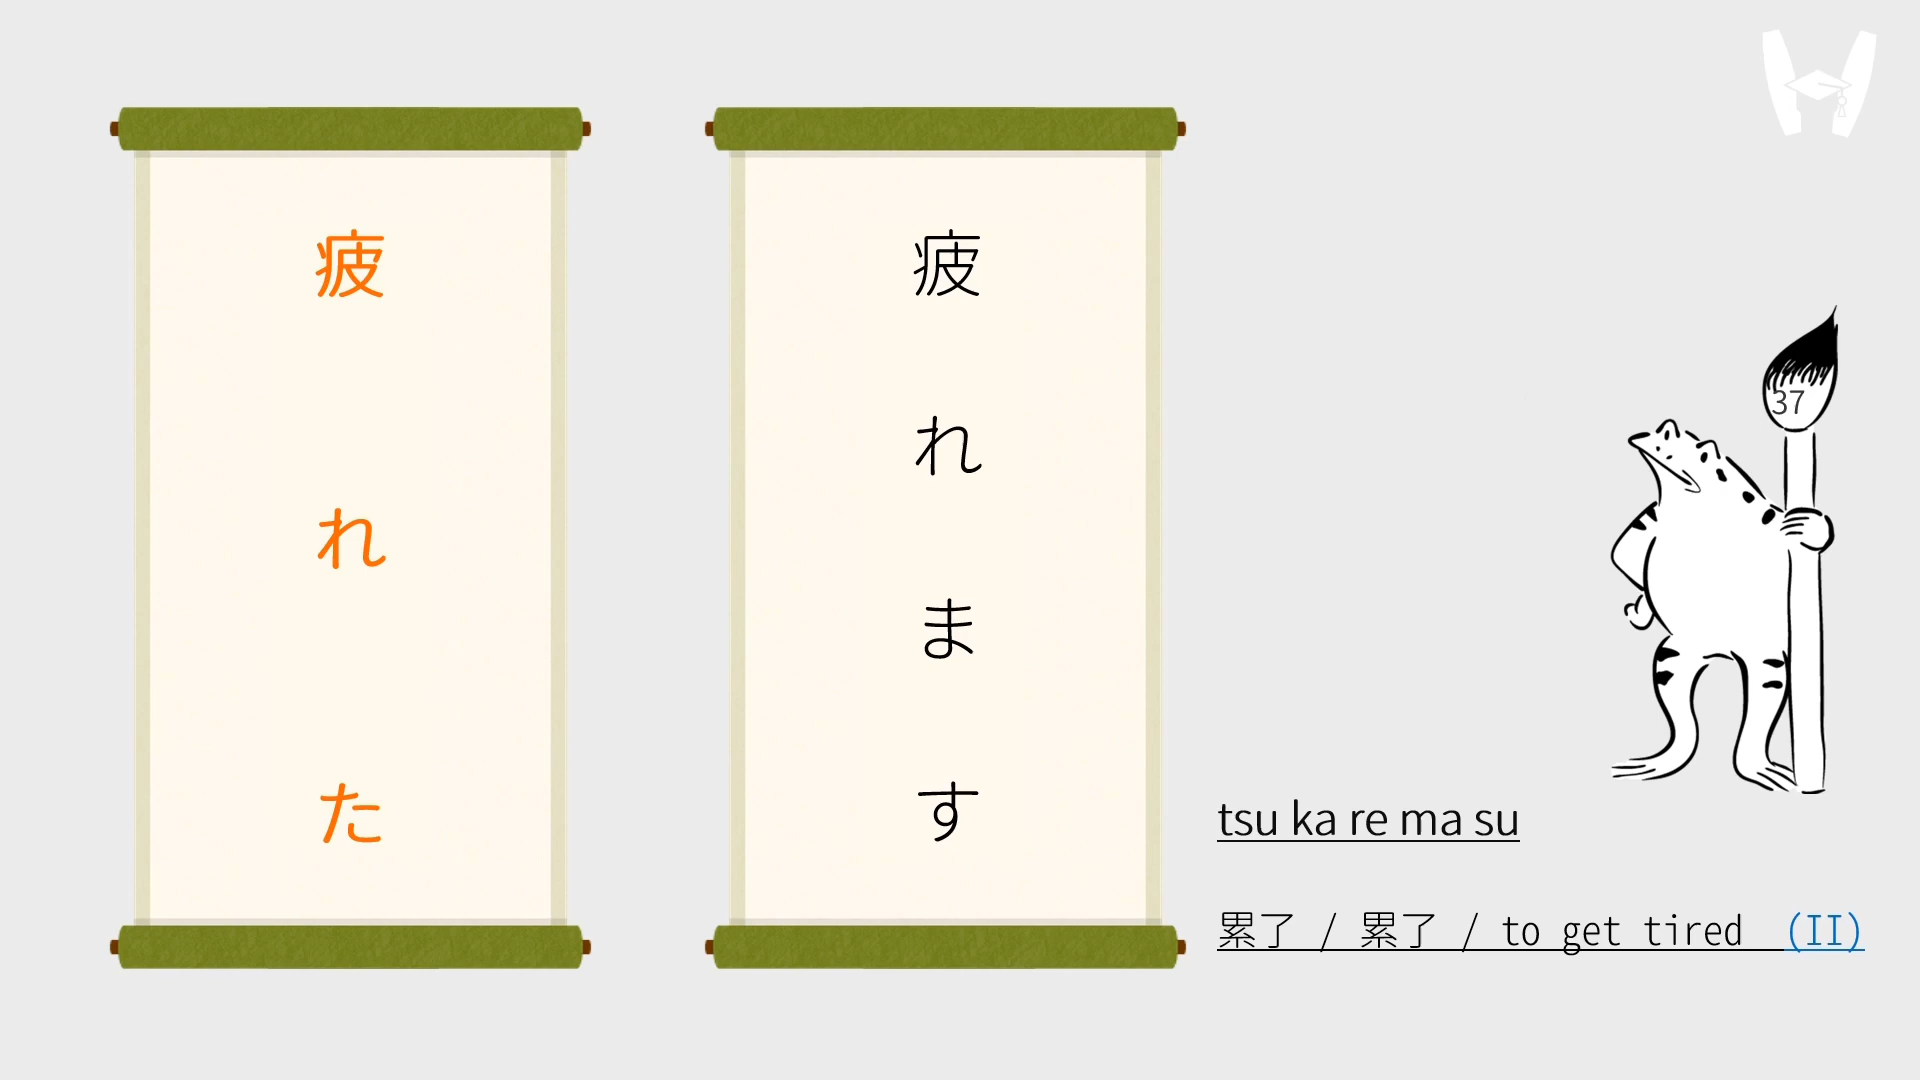 疲れた
疲れます
37
tsu ka re ma su
累了 / 累了 / to get tired (II)